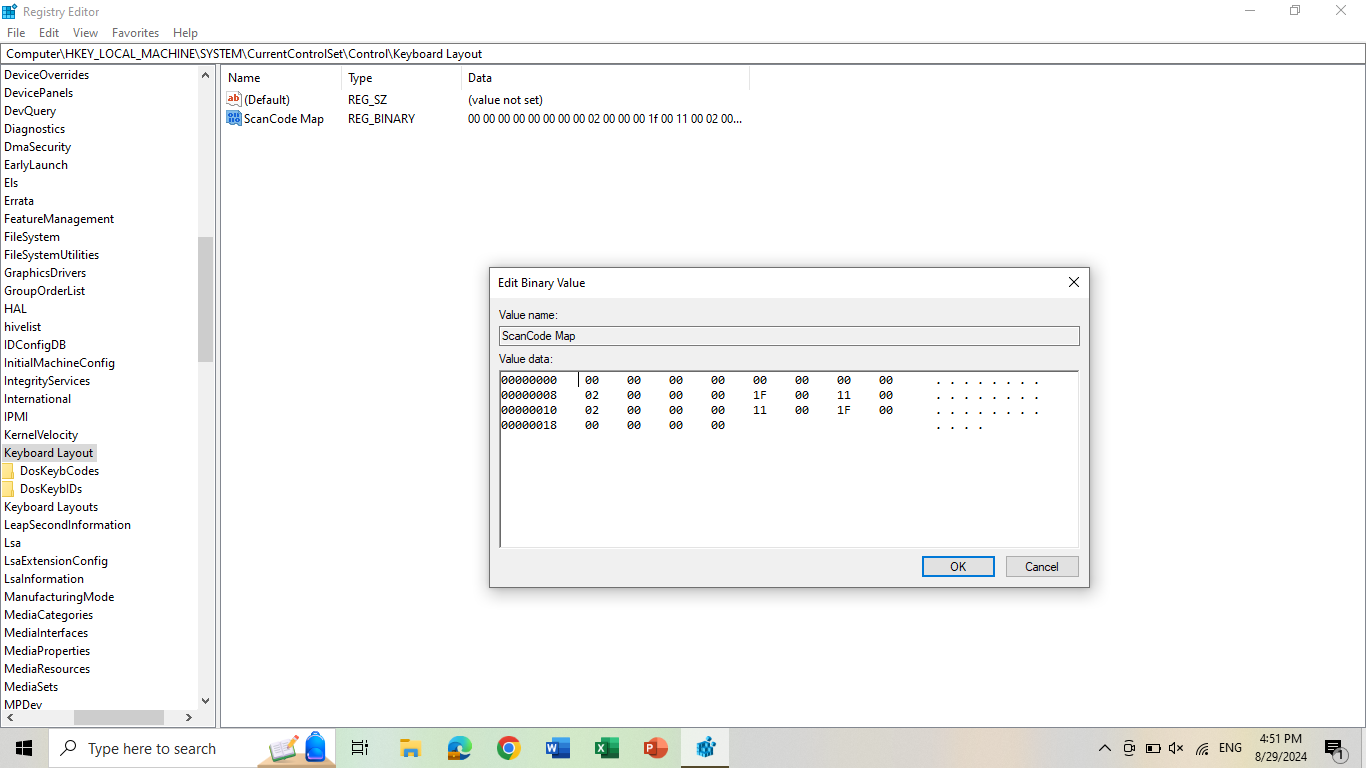 Registry Editor
File Edit View Favorites Help
Computer\HKEY_LOCAL_MACHINE\SYSTEM\CurrentControlSet\Control\Keyboard Layout
DeviceOverrides
DevicePanels
DevQuery
Diagnostics
DmaSecurity
EarlyLaunch
Els
Errata
FeatureManagement
FileSystem
FileSystemUtilities
GraphicsDrivers
GroupOrderList
HAL
hivelist
IDConfigDB
InitialMachineConfig
IntegrityServices
International
IPMI
KernelVelocity
Keyboard Layout
DosKeybCodes
DosKeybIDs
Keyboard Layouts
LeapSecondInformation
Lsa
LsaExtensionConfig
LsaInformation
ManufacturingMode
MediaCategories
MediaInterfaces
MediaProperties
MediaResources
MediaSets
MPDev
Name Type Data
(Default) REG_SZ (value not set)
ScanCode Map REG_BINARY 00 00 00 00 00 00 00 00 02 00 00 00 1f 00 11 00 02 00...
Edit Binary Value
Value name:
ScanCode Map
Value data:
00000000 00 00 00 00 00 00 00 00 . . . . . . . .
00000008 02 00 00 00 1F 00 11 00 . . . . . . . .
00000010 02 00 00 00 11 00 1F 00 . . . . . . . .
00000018 00 00 00 00 . . . .
OK Cancel
Type here to search
ENG
4:51 PM
8/29/2024
1